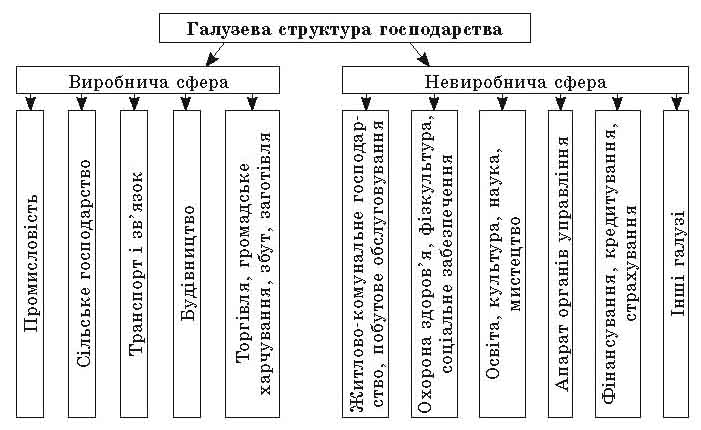 Галузева структура господарства
Виробнича сфера
Невиробнича сфера
Промисловість
Сільське господарство
Транспорт і зв’язок
Будівництво
Торгівля, громадське
харчування, збут, заготівля
Житлово-комунальне господар-
ство, побутове обслуговування
Охорона здоров’я, фізкультура,
соціальне забезпечення
Освіта, культура, наука,
мистецтво
Апарат органів управління
Фінансування, кредитування,
страхування
Інші галузі